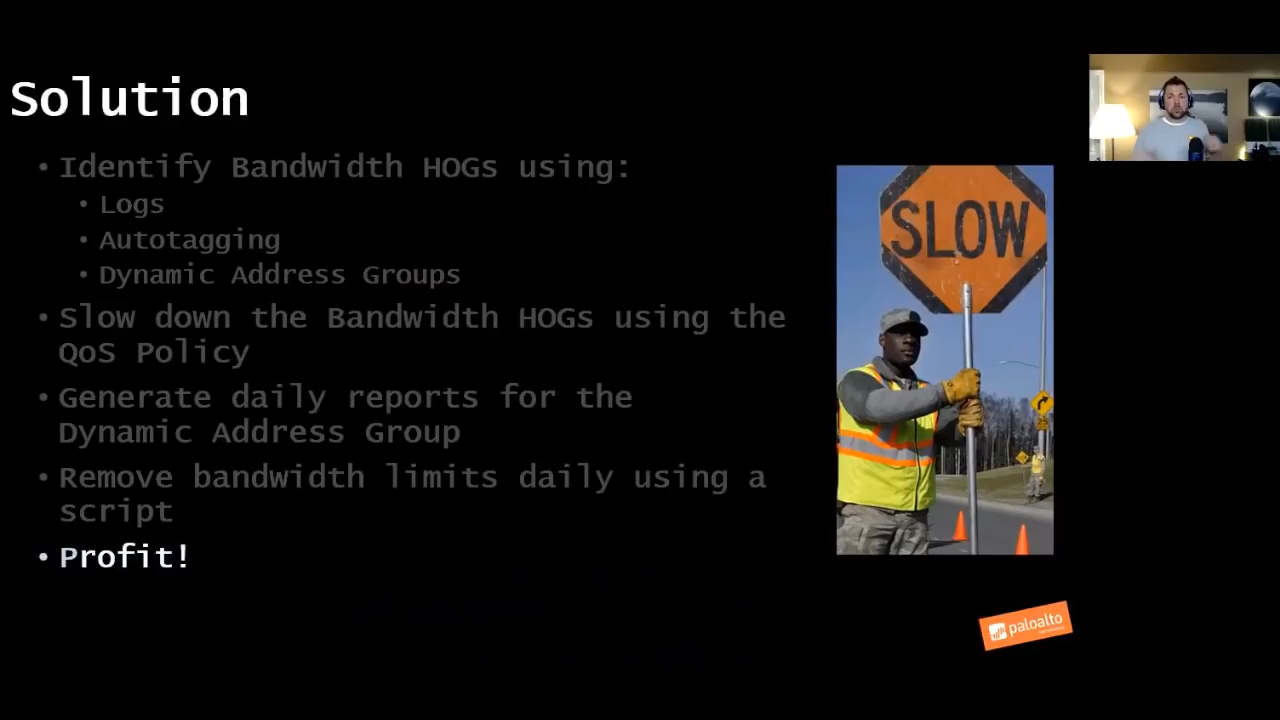 Solution
• Identify Bandwidth HOGs using:
• Logs
• Autotagging
• Dynamic Address Groups
• Slow down the Bandwidth HOGs using the
QoS Policy
• Generate daily reports for the
Dynamic Address Group
• Remove bandwidth limits daily using a
script
• Profit!
SLOW
paloalto